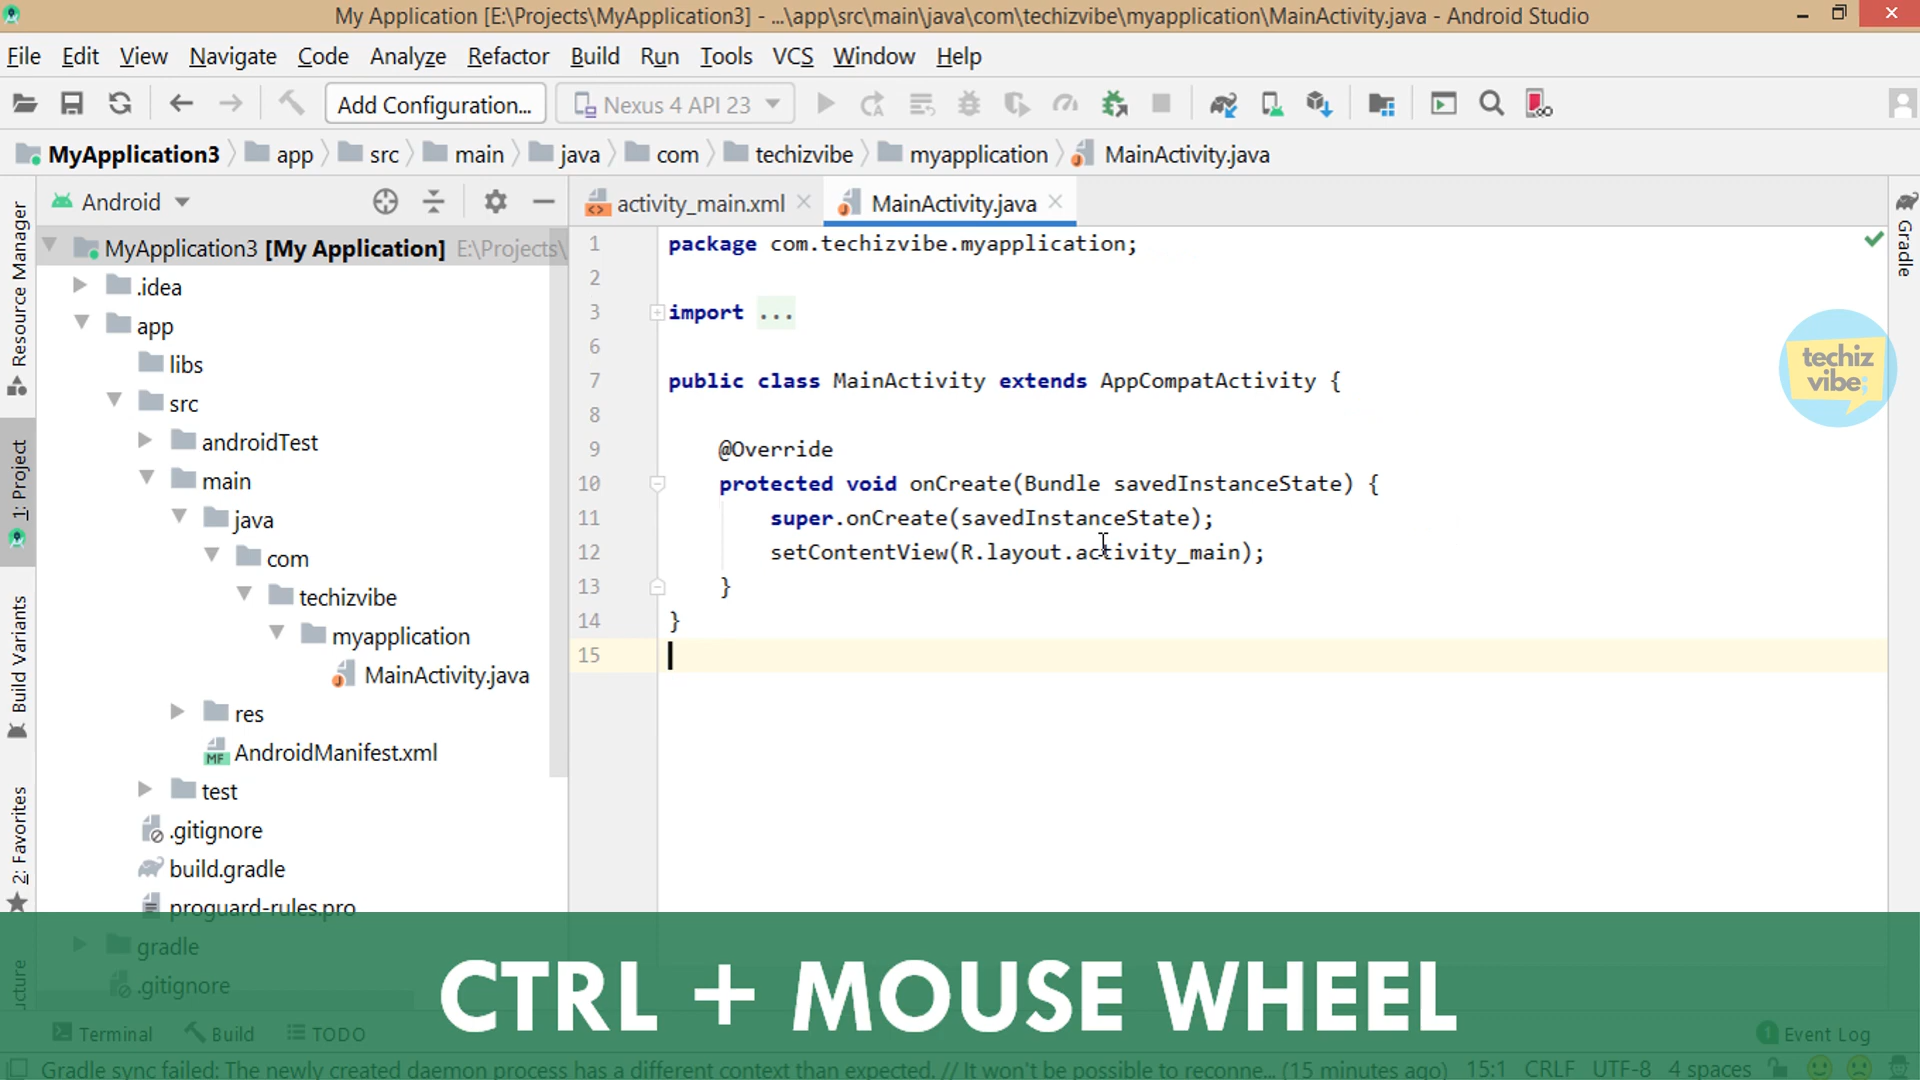 My Application [E:\Projects\MyApplication3] - ...\app\src\main\java\com\techizvibe\myapplication\MainActivity.java - Android Studio
File Edit View Navigate Code Analyze Refactor Build Run Tools VCS Window Help
Add Configuration... Nexus 4 API 23
MyApplication3 app src main java com techizvibe myapplication MainActivity.java
Android
activity_main.xml MainActivity.java
Resource Manager
1: Project
Build Variants
2: Favorites
ucture
Gradle
MyApplication3 [My Application] E:\Projects\
.idea
app
libs
src
androidTest
main
java
com
techizvibe
myapplication
MainActivity.java
res
MF AndroidManifest.xml
test
.gitignore
build.gradle
proguard-rules.pro
gradle
.gitignore
1 package com.techizvibe.myapplication;
2
3 import ...
6
7 public class MainActivity extends AppCompatActivity {
8
9 @Override
10 protected void onCreate(Bundle savedInstanceState) {
11 super.onCreate(savedInstanceState);
12 setContentView(R.layout.activity_main);
13 }
14 }
15
techiz
vibe;
CTRL + MOUSE WHEEL
Terminal Build TODO 1 Event Log
Gradle sync failed: The newly created daemon process has a different context than expected. // It won't be possible to reconne... (15 minutes ago) 15:1 CRLF UTF-8 4 spaces